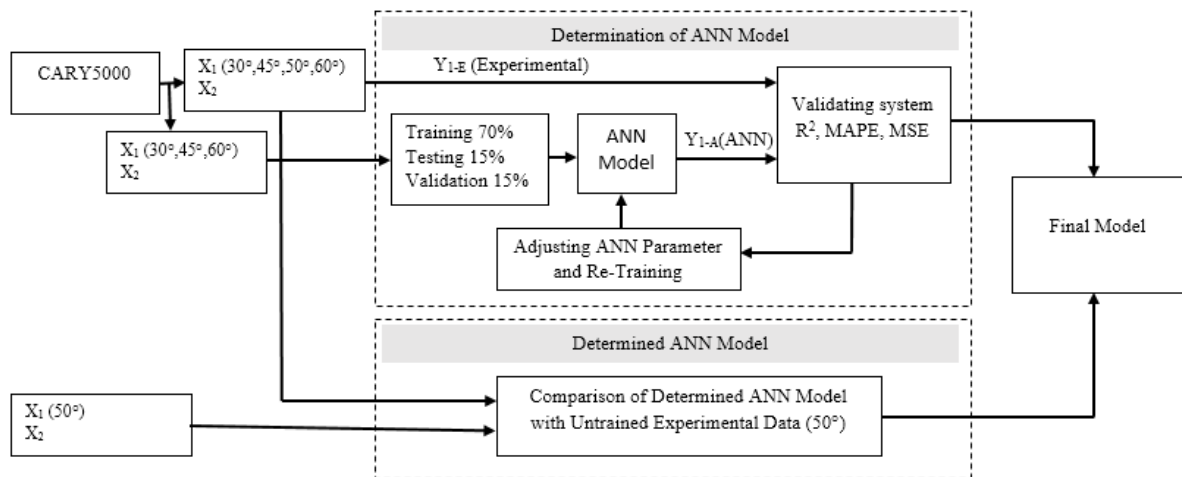 Determination of ANN Model
CARY5000
X₁ (30°,45°,50°,60°)
X₂
Y₁₋E (Experimental)
X₁ (30°,45°,60°)
X₂
Training 70%
Testing 15%
Validation 15%
ANN
Model
Y₁₋A(ANN)
Validating system
R², MAPE, MSE
Adjusting ANN Parameter
and Re-Training
Final Model
Determined ANN Model
X₁ (50°)
X₂
Comparison of Determined ANN Model
with Untrained Experimental Data (50°)